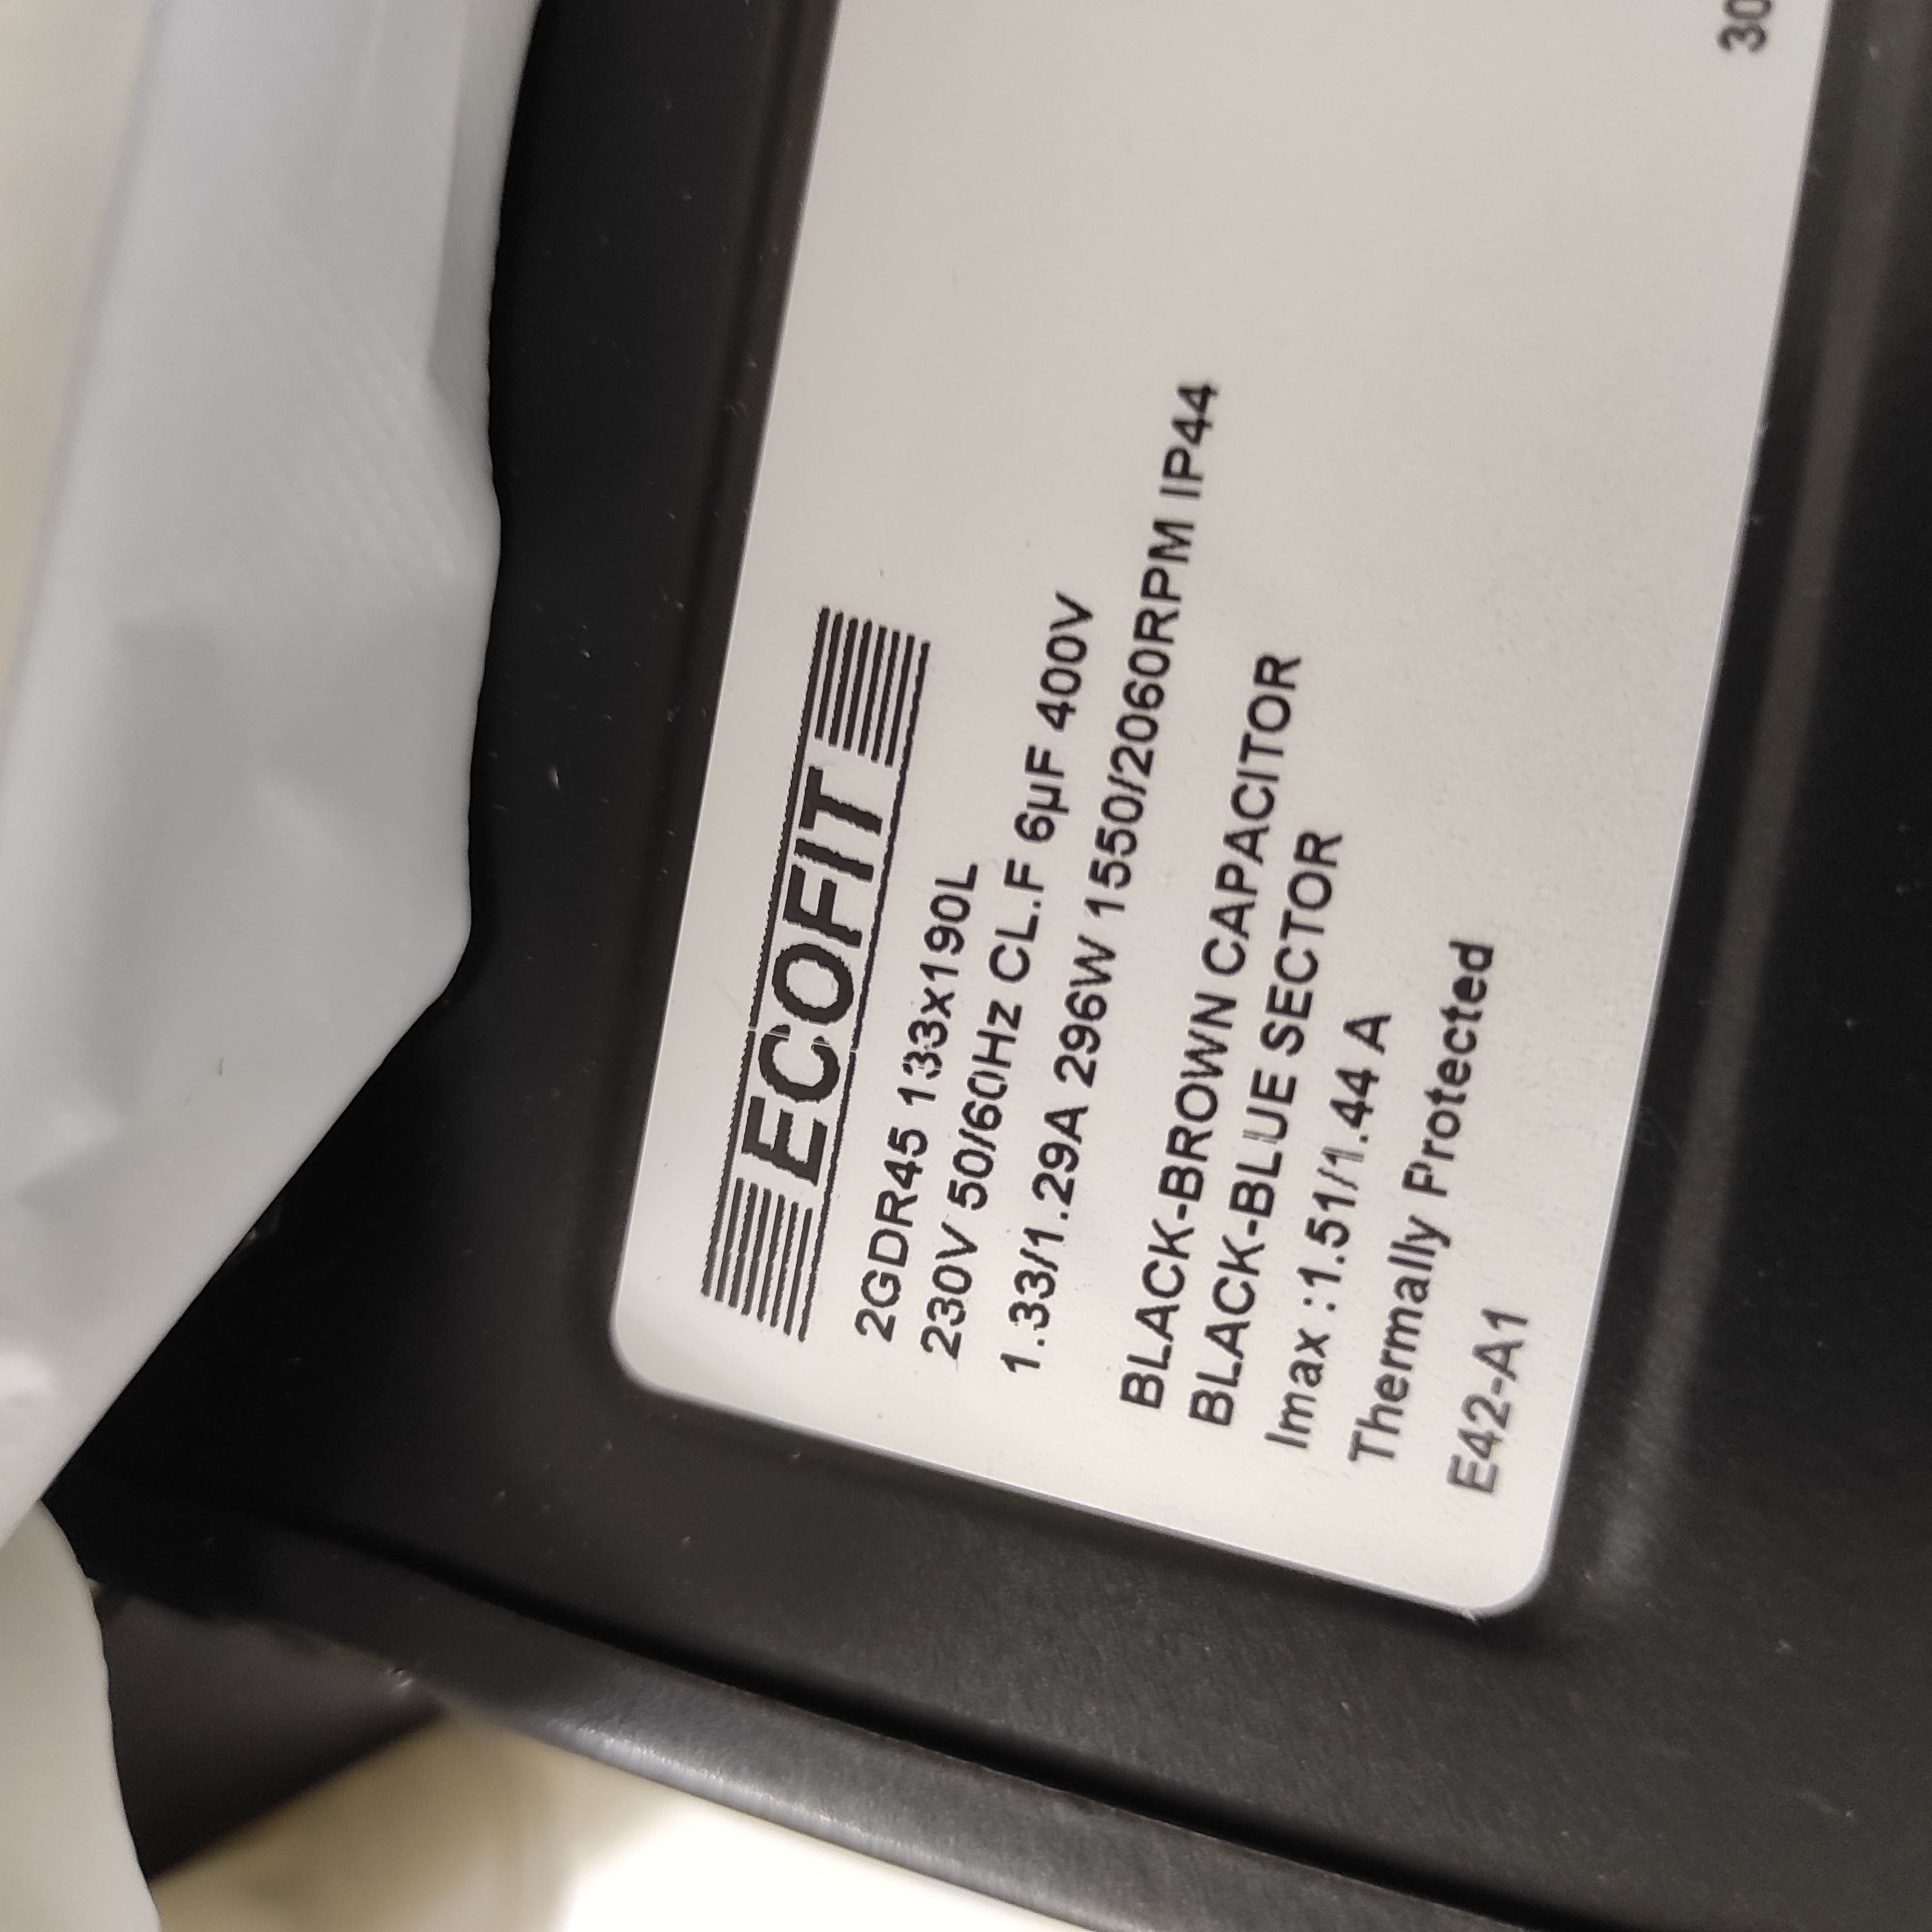 ECOFIT
2GDR45 133x190L
230V 50/60Hz CL.F 6µF 400V
1.33/1.29A 296W 1550/2060RPM IP44
BLACK-BROWN CAPACITOR
BLACK-BLUE SECTOR
Imax :1.51/1.44 A
Thermally Protected
E42-A1
30